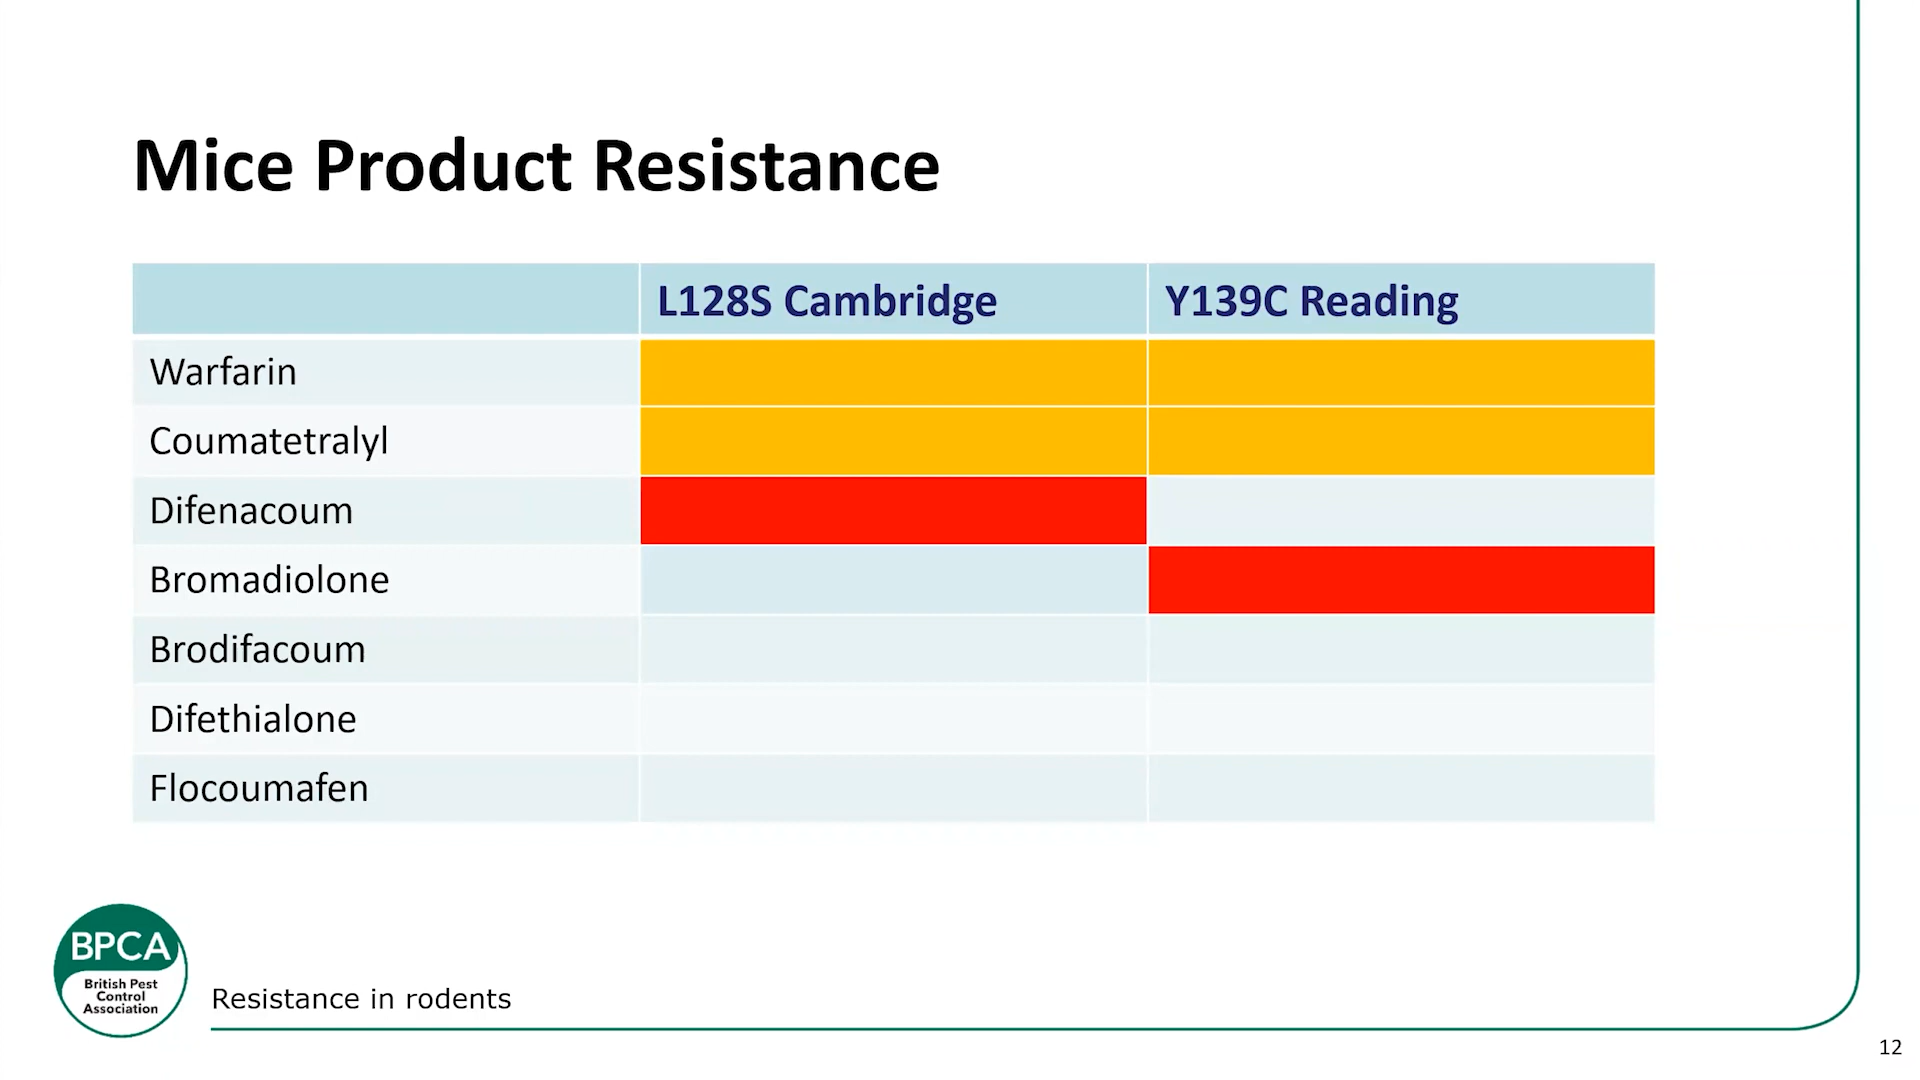 Mice Product Resistance
L128S Cambridge Y139C Reading
Warfarin
Coumatetralyl
Difenacoum
Bromadiolone
Brodifacoum
Difethialone
Flocoumafen
BPCA
British Pest
Control
Association
Resistance in rodents
12